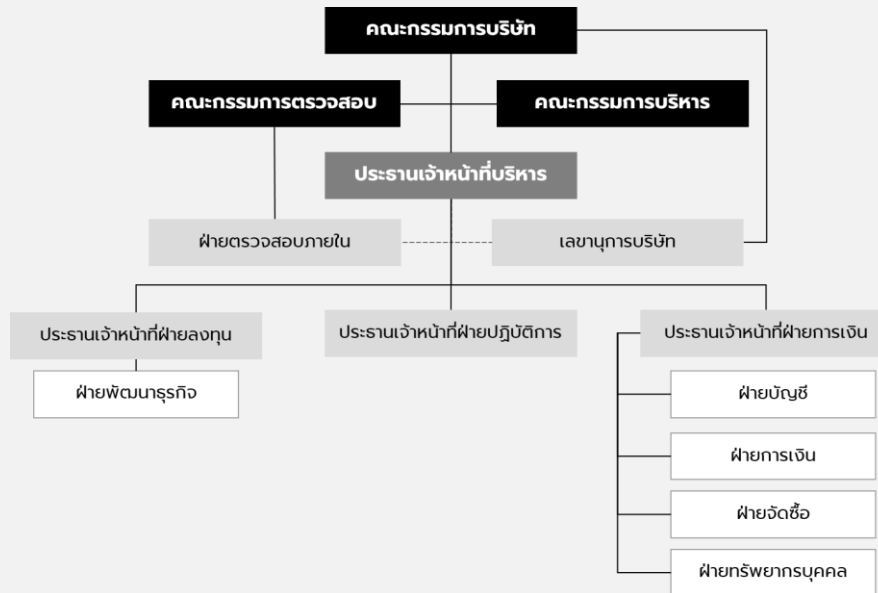 คณะกรรมการบริษัท
คณะกรรมการตรวจสอบ
คณะกรรมการบริหาร
ประธานเจ้าหน้าที่บริหาร
ฝ่ายตรวจสอบภายใน
เลขานุการบริษัท
ประธานเจ้าหน้าที่ฝ่ายลงทุน
ประธานเจ้าหน้าที่ฝ่ายปฏิบัติการ
ประธานเจ้าหน้าที่ฝ่ายการเงิน
ฝ่ายพัฒนาธุรกิจ
ฝ่ายบัญชี
ฝ่ายการเงิน
ฝ่ายจัดซื้อ
ฝ่ายทรัพยากรบุคคล